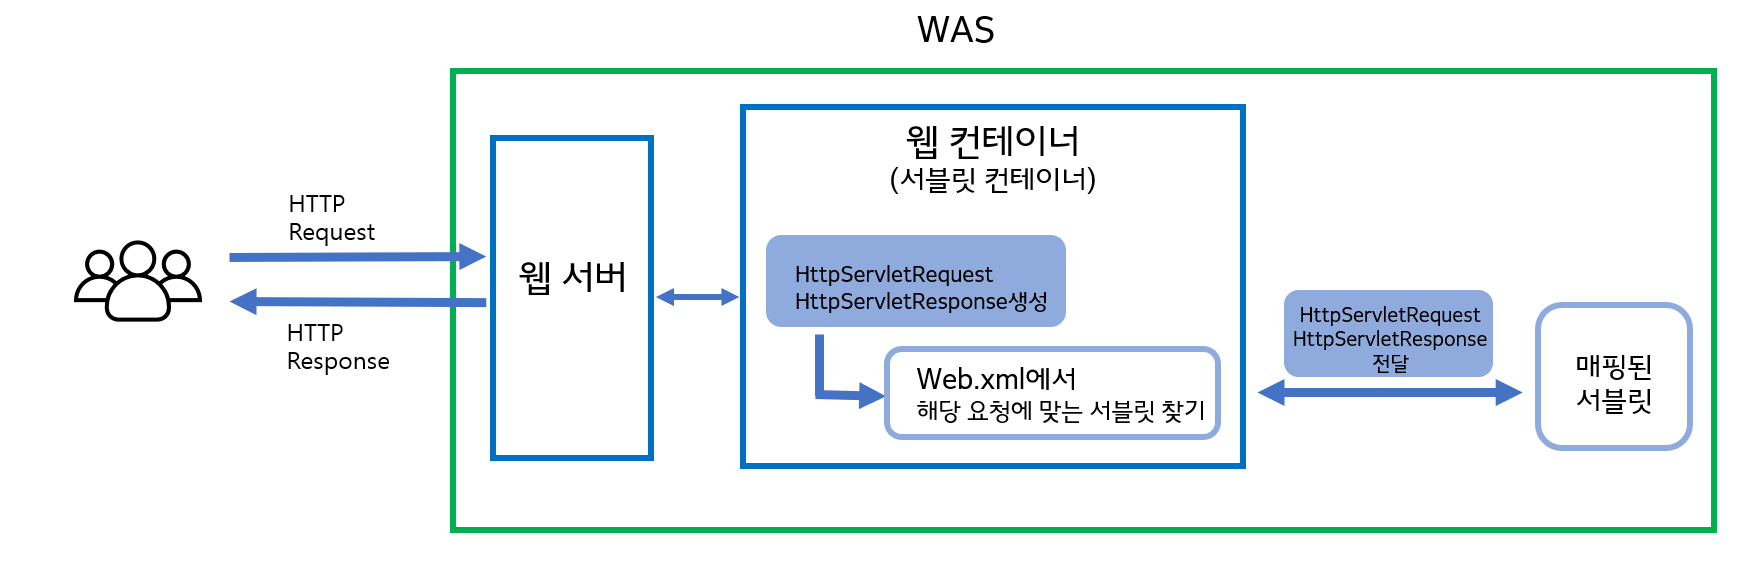 WAS
HTTP
Request
HTTP
Response
웹 서버
웹 컨테이너
(서블릿 컨테이너)
HttpServletRequest
HttpServletResponse생성
Web.xml에서
해당 요청에 맞는 서블릿 찾기
HttpServletRequest
HttpServletResponse
전달
매핑된
서블릿